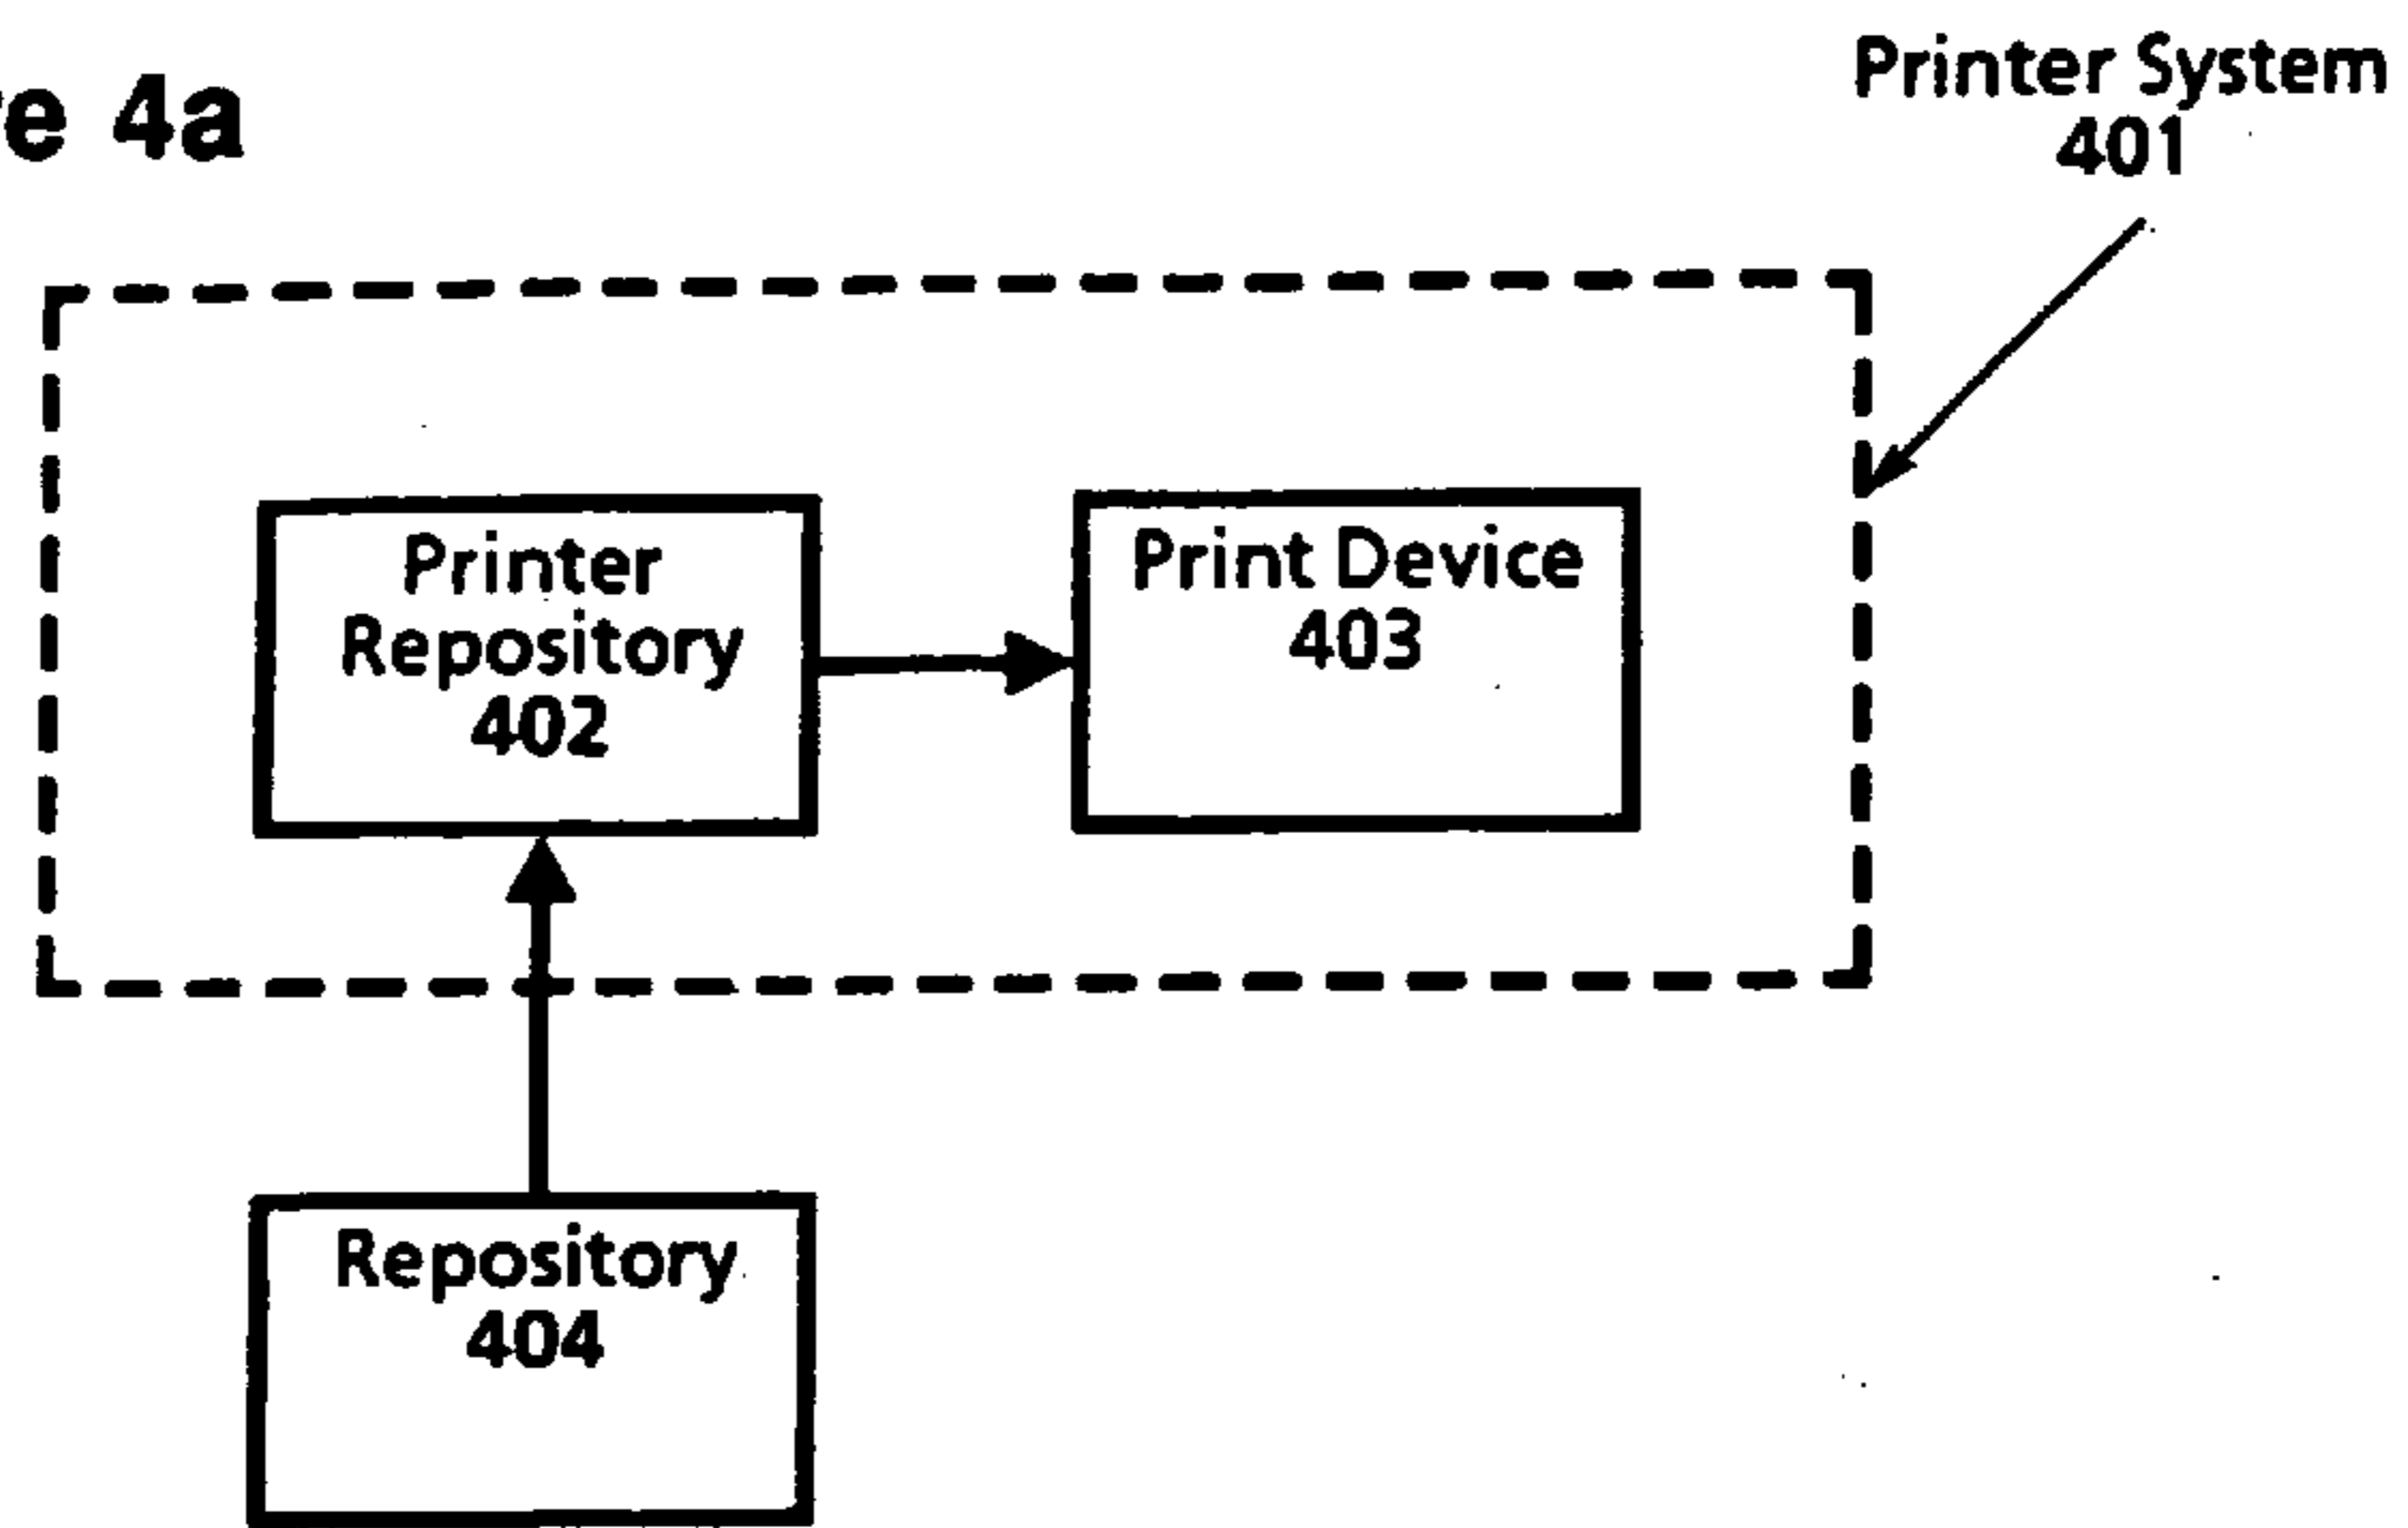 e 4a
Printer System
401
Printer
Repository
402
Print Device
403
Repository
404